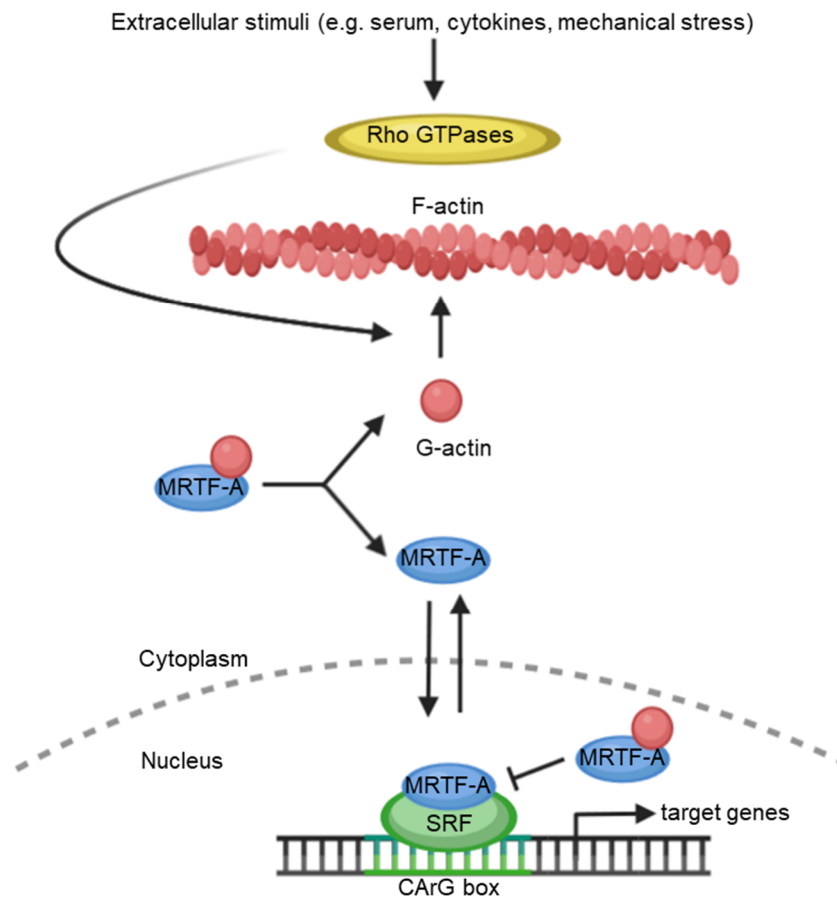 Extracellular stimuli (e.g. serum, cytokines, mechanical stress)
Rho GTPases
F-actin
G-actin
MRTF-A
MRTF-A
Cytoplasm
Nucleus
MRTF-A
MRTF-A
SRF
target genes
CArG box